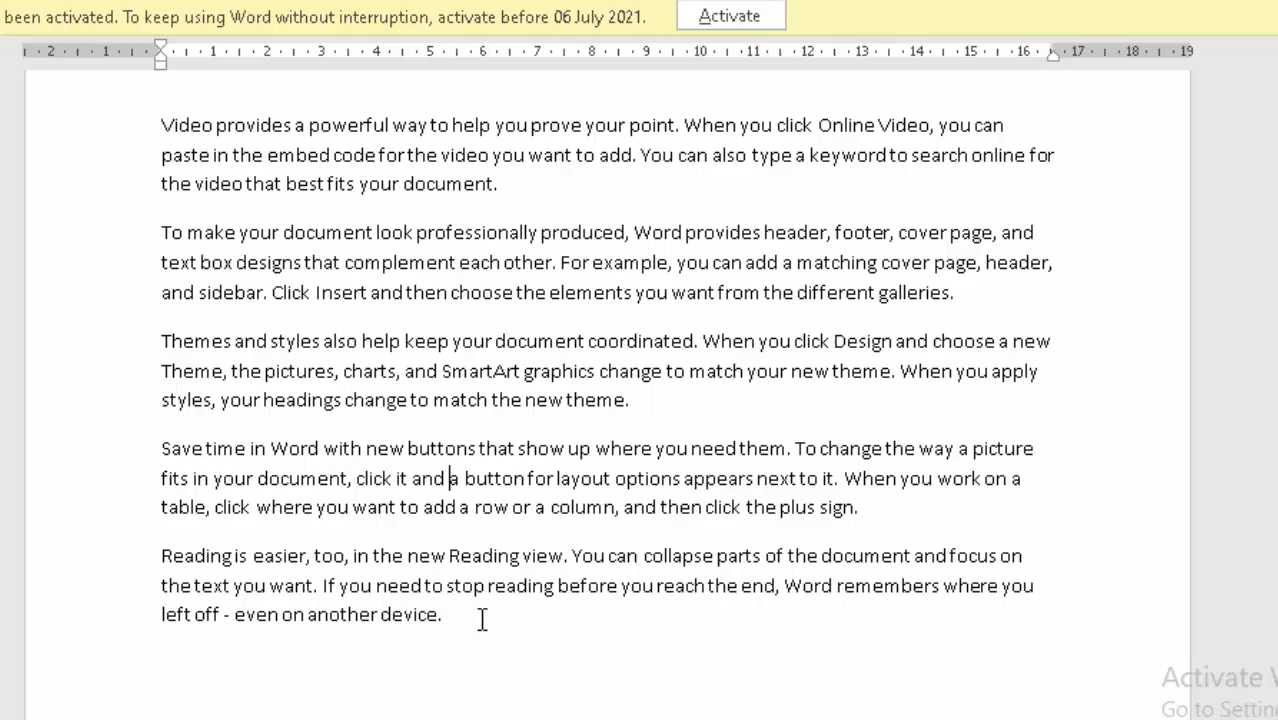 been activated. To keep using Word without interruption, activate before 06 July 2021.
Activate
2 1 1 2 3 4 5 6 7 8 9 10 11 12 13 14 15 16 17 18 19
Video provides a powerful way to help you prove your point. When you click Online Video, you can
paste in the embed code for the video you want to add. You can also type a keyword to search online for
the video that best fits your document.
To make your document look professionally produced, Word provides header, footer, cover page, and
text box designs that complement each other. For example, you can add a matching cover page, header,
and sidebar. Click Insert and then choose the elements you want from the different galleries.
Themes and styles also help keep your document coordinated. When you click Design and choose a new
Theme, the pictures, charts, and SmartArt graphics change to match your new theme. When you apply
styles, your headings change to match the new theme.
Save time in Word with new buttons that show up where you need them. To change the way a picture
fits in your document, click it and a button for layout options appears next to it. When you work on a
table, click where you want to add a row or a column, and then click the plus sign.
Reading is easier, too, in the new Reading view. You can collapse parts of the document and focus on
the text you want. If you need to stop reading before you reach the end, Word remembers where you
left off - even on another device.
Activate
Go to Settin